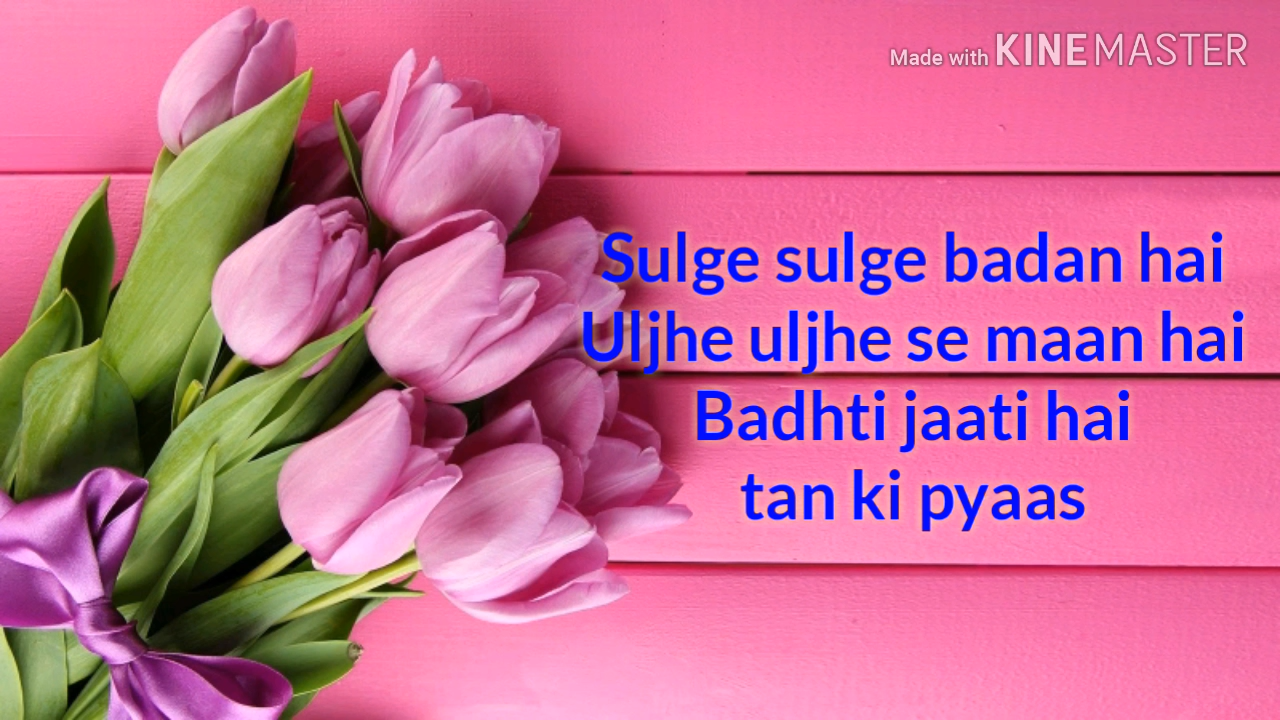 Made with KINEMASTER
Sulge sulge badan hai
Uljhe uljhe se maan hai
Badhti jaati hai
tan ki pyaas